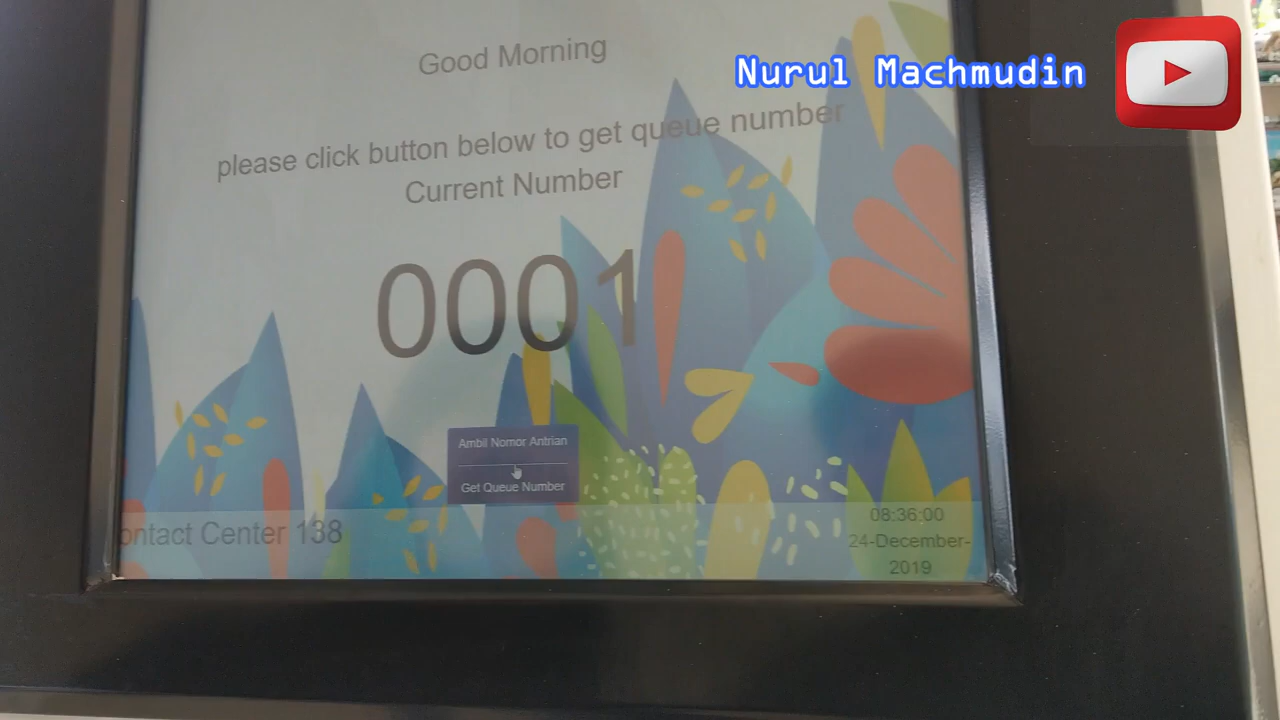 Good Morning
Nurul Machmudin
please click button below to get queue number
Current Number
0001
Ambil Nomor Antrian
Get Queue Number
ontact Center 138
08:36:00
24-December-
2019